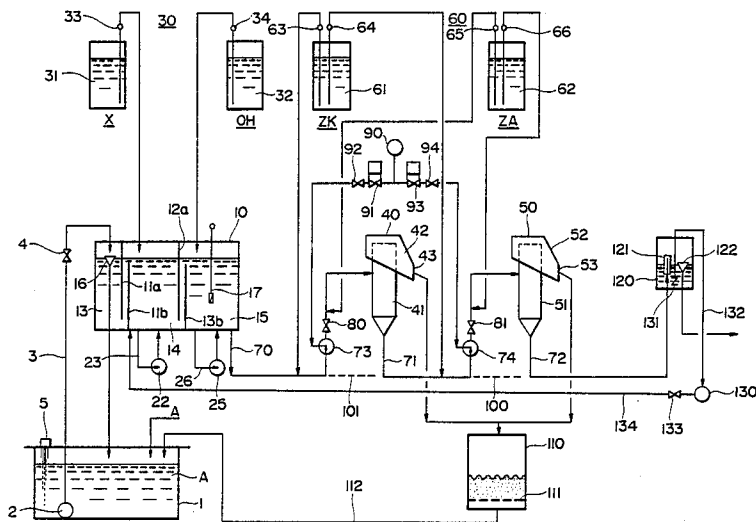 33 30 34 63 64 60 65 66
31 32 61 62
X OH ZK ZA
90
92 94
91 93
12a 10 40 42 50 52
4 43 53 121 122
16 11a 17 120
13 11b 13b 15 41 51 131 132
14 80 81
3 23 26 70 73 71 74 72
22 25 101 100 130
5 A 134 133
A 110
2 1 112 111